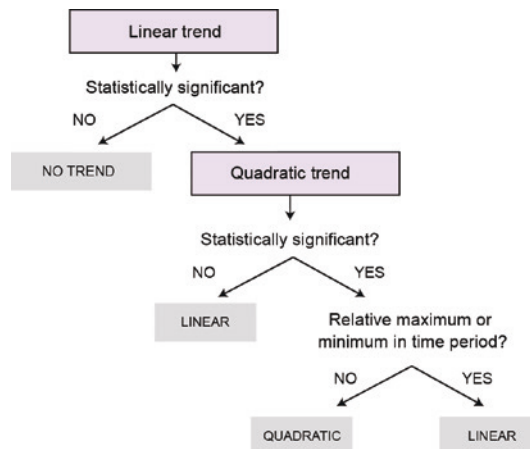 Linear trend
Statistically significant?
NO
YES
NO TREND
Quadratic trend
Statistically significant?
NO
YES
LINEAR
Relative maximum or
minimum in time period?
NO
YES
QUADRATIC
LINEAR